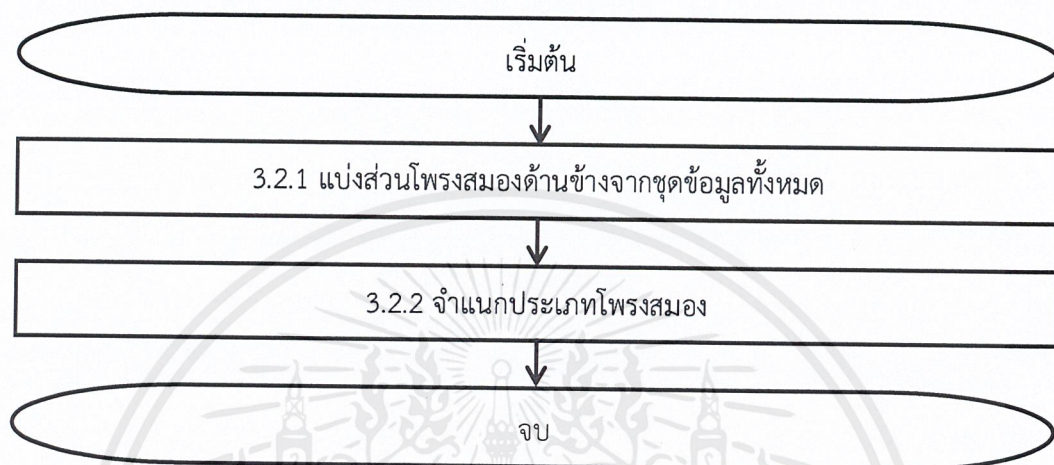 เริ่มต้น
3.2.1 แบ่งส่วนโพรงสมองด้านข้างจากชุดข้อมูลทั้งหมด
3.2.2 จำแนกประเภทโพรงสมอง
จบ